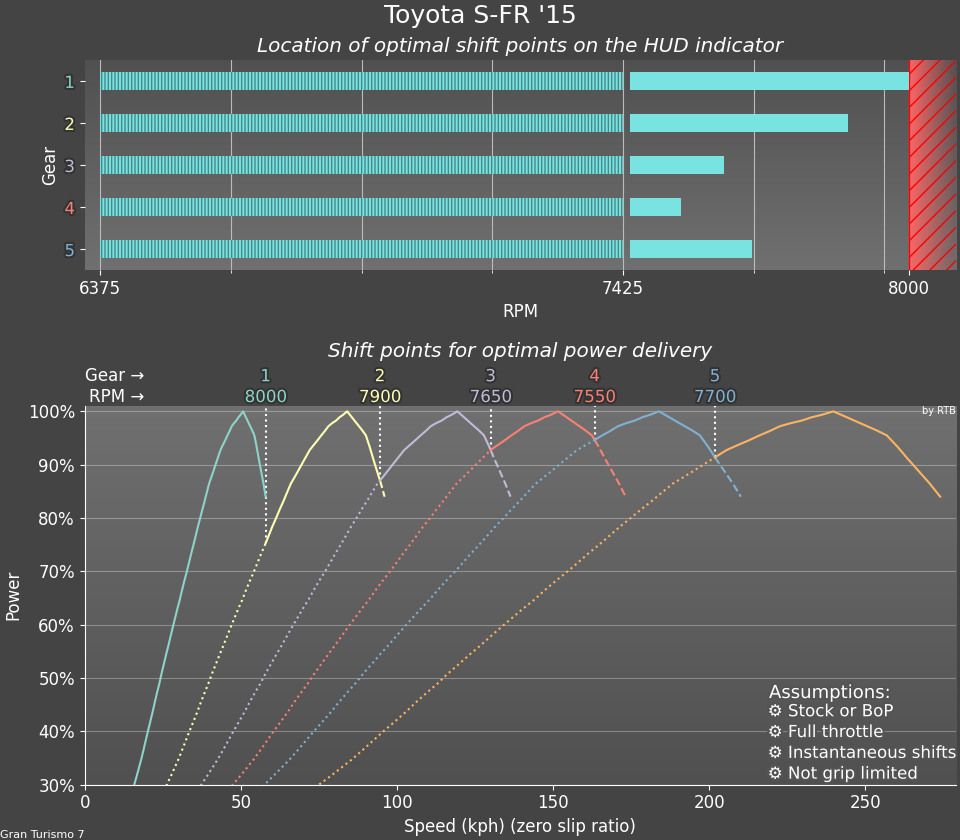 Toyota S-FR '15
Location of optimal shift points on the HUD indicator
Gear
1
2
3
4
5
6375 7425 8000
RPM
Shift points for optimal power delivery
Gear → 1 2 3 4 5
RPM → 8000 7900 7650 7550 7700
by RTB
Power
100%
90%
80%
70%
60%
50%
40%
30%
Assumptions:
⚙ Stock or BoP
⚙ Full throttle
⚙ Instantaneous shifts
⚙ Not grip limited
0 50 100 150 200 250
Speed (kph) (zero slip ratio)
Gran Turismo 7